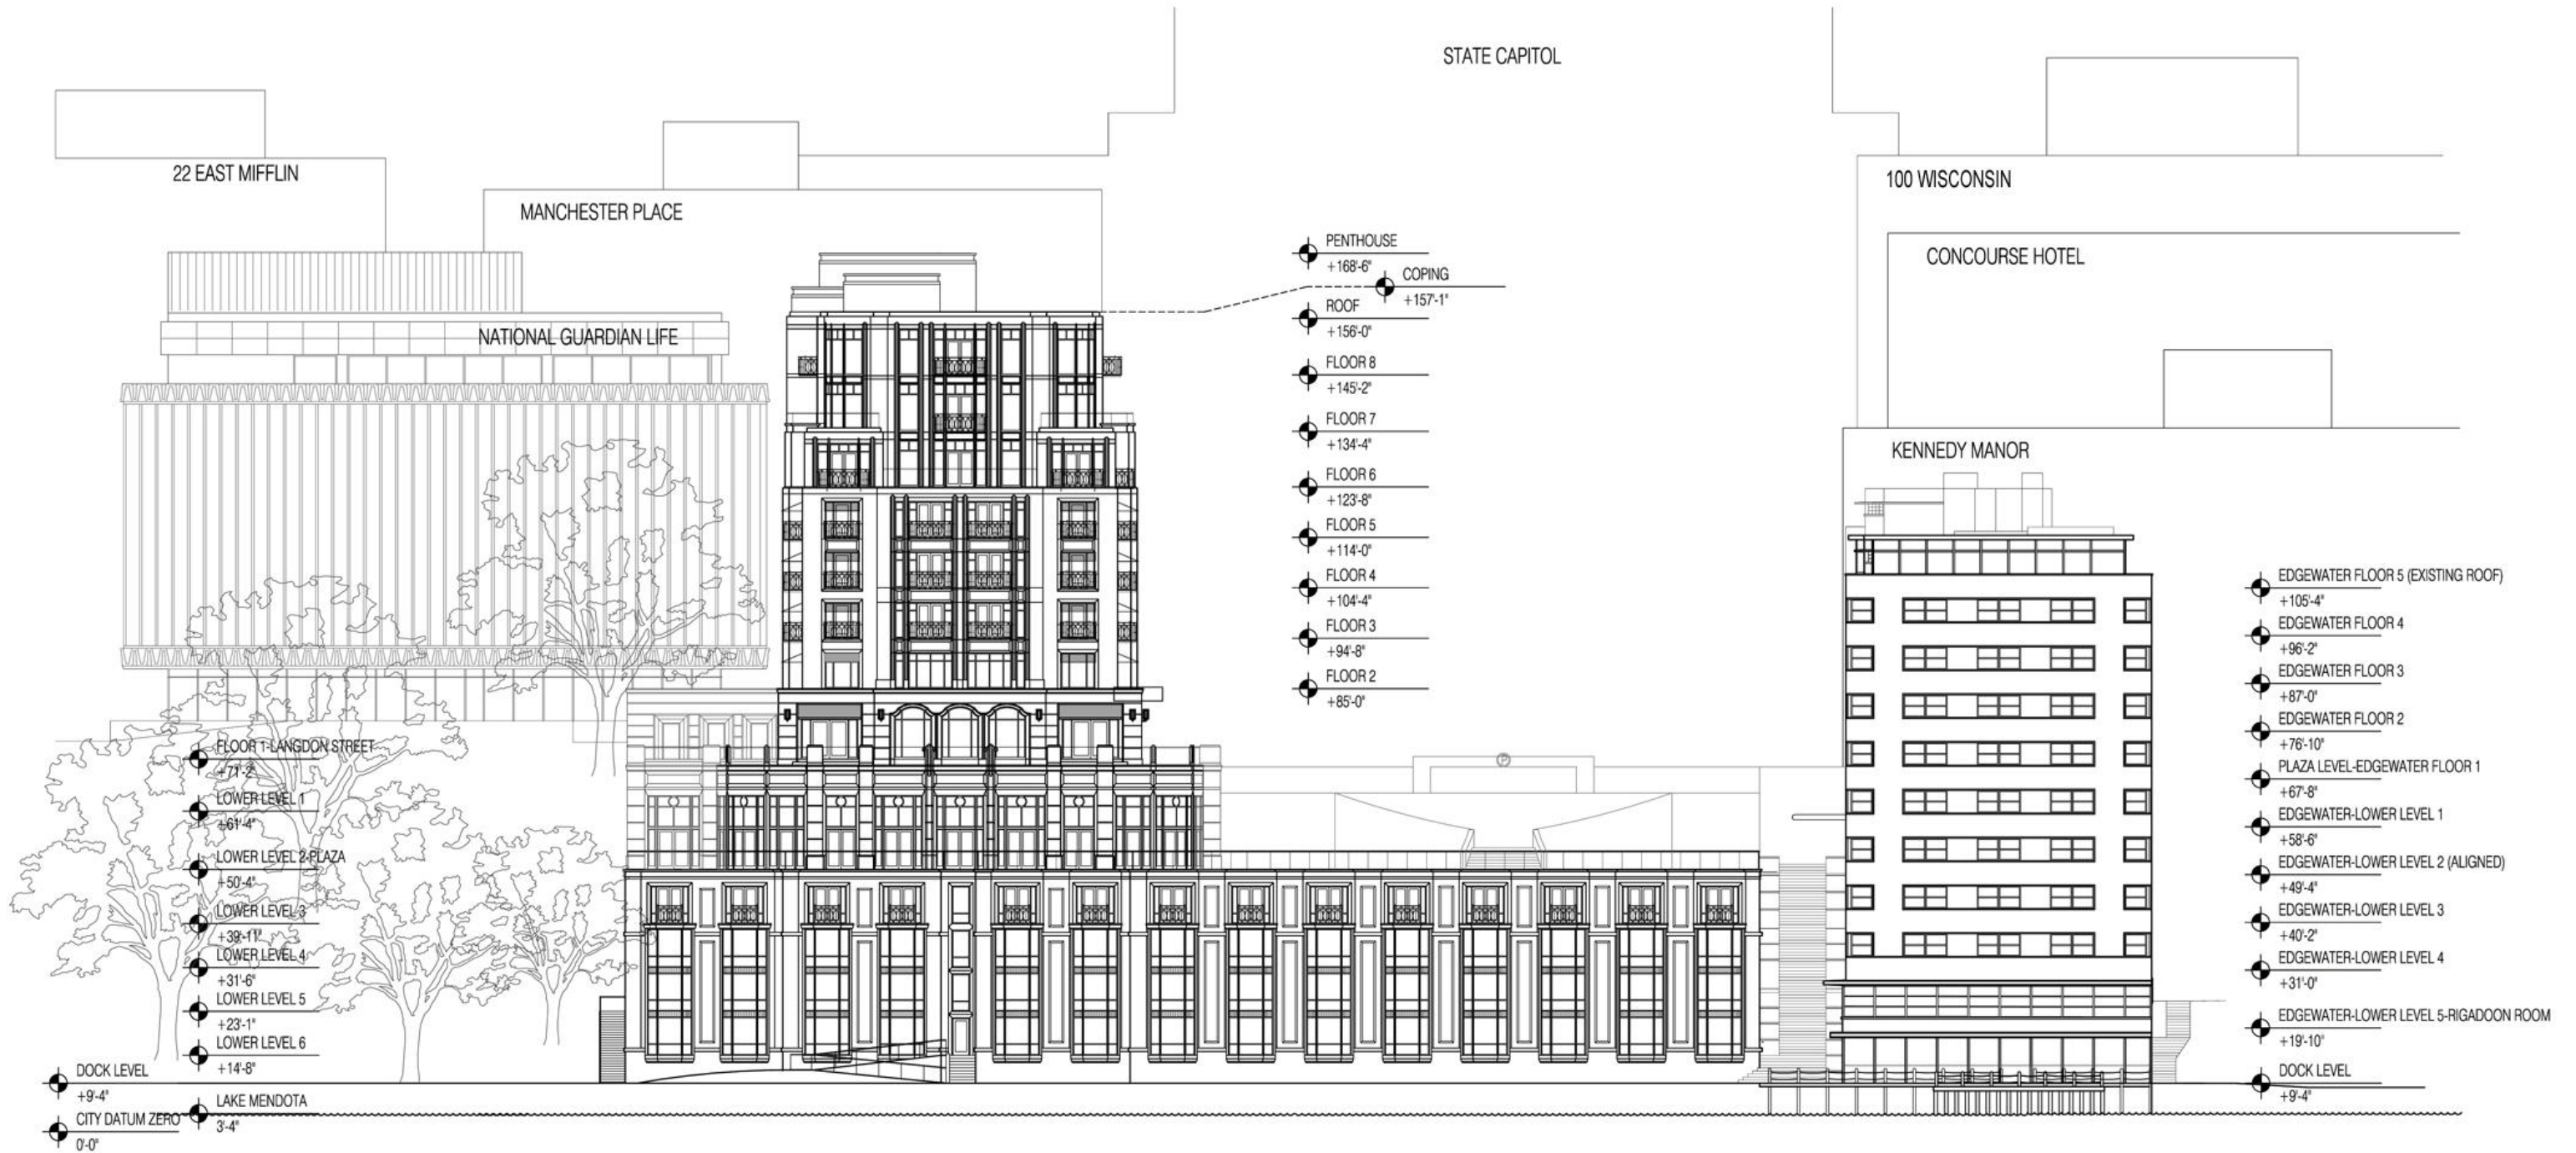 STATE CAPITOL
22 EAST MIFFLIN
MANCHESTER PLACE
100 WISCONSIN
CONCOURSE HOTEL
NATIONAL GUARDIAN LIFE
KENNEDY MANOR
PENTHOUSE
+168'-6"
COPING
+157'-1"
ROOF
+156'-0"
FLOOR 8
+145'-2"
FLOOR 7
+134'-4"
FLOOR 6
+123'-8"
FLOOR 5
+114'-0"
FLOOR 4
+104'-4"
FLOOR 3
+94'-8"
FLOOR 2
+85'-0"
FLOOR 1-LANGDON STREET
+71'-2"
LOWER LEVEL 1
+61'-4"
LOWER LEVEL 2-PLAZA
+50'-4"
LOWER LEVEL 3
+39'-11"
LOWER LEVEL 4
+31'-6"
LOWER LEVEL 5
+23'-1"
LOWER LEVEL 6
+14'-8"
DOCK LEVEL
+9'-4"
LAKE MENDOTA
3'-4"
CITY DATUM ZERO
0'-0"
P
EDGEWATER FLOOR 5 (EXISTING ROOF)
+105'-4"
EDGEWATER FLOOR 4
+96'-2"
EDGEWATER FLOOR 3
+87'-0"
EDGEWATER FLOOR 2
+76'-10"
PLAZA LEVEL-EDGEWATER FLOOR 1
+67'-8"
EDGEWATER-LOWER LEVEL 1
+58'-6"
EDGEWATER-LOWER LEVEL 2 (ALIGNED)
+49'-4"
EDGEWATER-LOWER LEVEL 3
+40'-2"
EDGEWATER-LOWER LEVEL 4
+31'-0"
EDGEWATER-LOWER LEVEL 5-RIGADOON ROOM
+19'-10"
DOCK LEVEL
+9'-4"